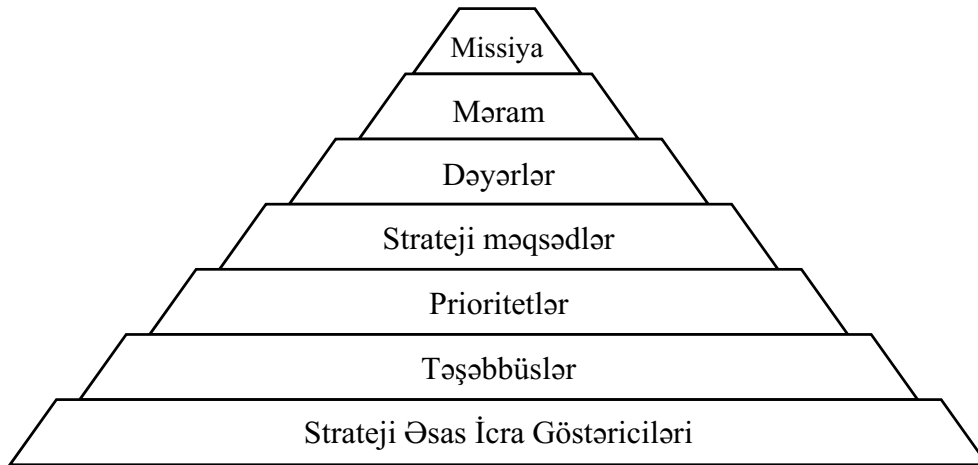 Missiya
Məram
Dəyərlər
Strateji məqsədlər
Prioritetlər
Təşəbbüslər
Strateji Əsas İcra Göstəriciləri